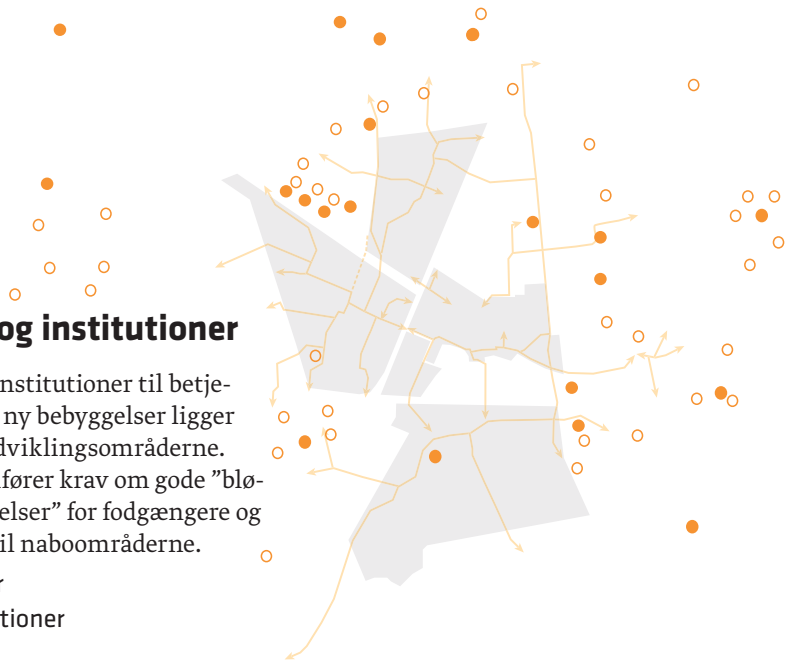 og institutioner
nstitutioner til betje-
ny bebyggelser ligger
dviklingsområderne.
fører krav om gode ”blø-
elser” for fodgængere og
il naboområderne.
r
tioner